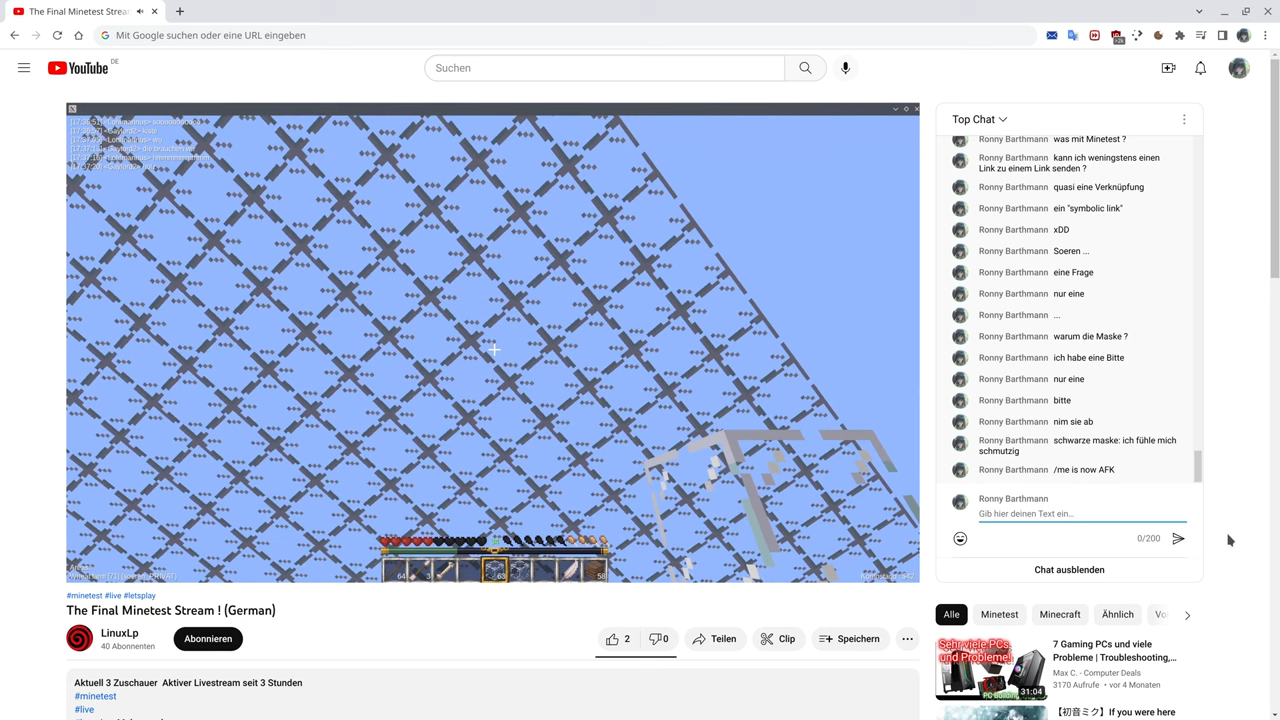 The Final Minetest Strea
Mit Google suchen oder eine URL eingeben
YouTube DE
Suchen
Top Chat
Ronny Barthmann was mit Minetest ?
Ronny Barthmann kann ich weningstens einen
Link zu einem Link senden ?
Ronny Barthmann quasi eine Verknüpfung
Ronny Barthmann ein "symbolic link"
Ronny Barthmann xDD
Ronny Barthmann Soeren ...
Ronny Barthmann eine Frage
Ronny Barthmann nur eine
Ronny Barthmann ...
Ronny Barthmann warum die Maske ?
Ronny Barthmann ich habe eine Bitte
Ronny Barthmann nur eine
Ronny Barthmann bitte
Ronny Barthmann nim sie ab
Ronny Barthmann schwarze maske: ich fühle mich
schmutzig
Ronny Barthmann /me is now AFK
Ronny Barthmann
Gib hier deinen Text ein...
0/200
Chat ausblenden
64 3 63 58
#minetest #live #letsplay
The Final Minetest Stream ! (German)
LinuxLp
40 Abonnenten
Abonnieren
2 0 Teilen Clip Speichern
Aktuell 3 Zuschauer Aktiver Livestream seit 3 Stunden
#minetest
#live
Alle Minetest Minecraft Ähnlich Vo
Sehr viele PCs
und Probleme!
31:04
7 Gaming PCs und viele
Probleme | Troubleshooting,...
Max C. - Computer Deals
3170 Aufrufe • vor 4 Monaten
【初音ミク】If you were here